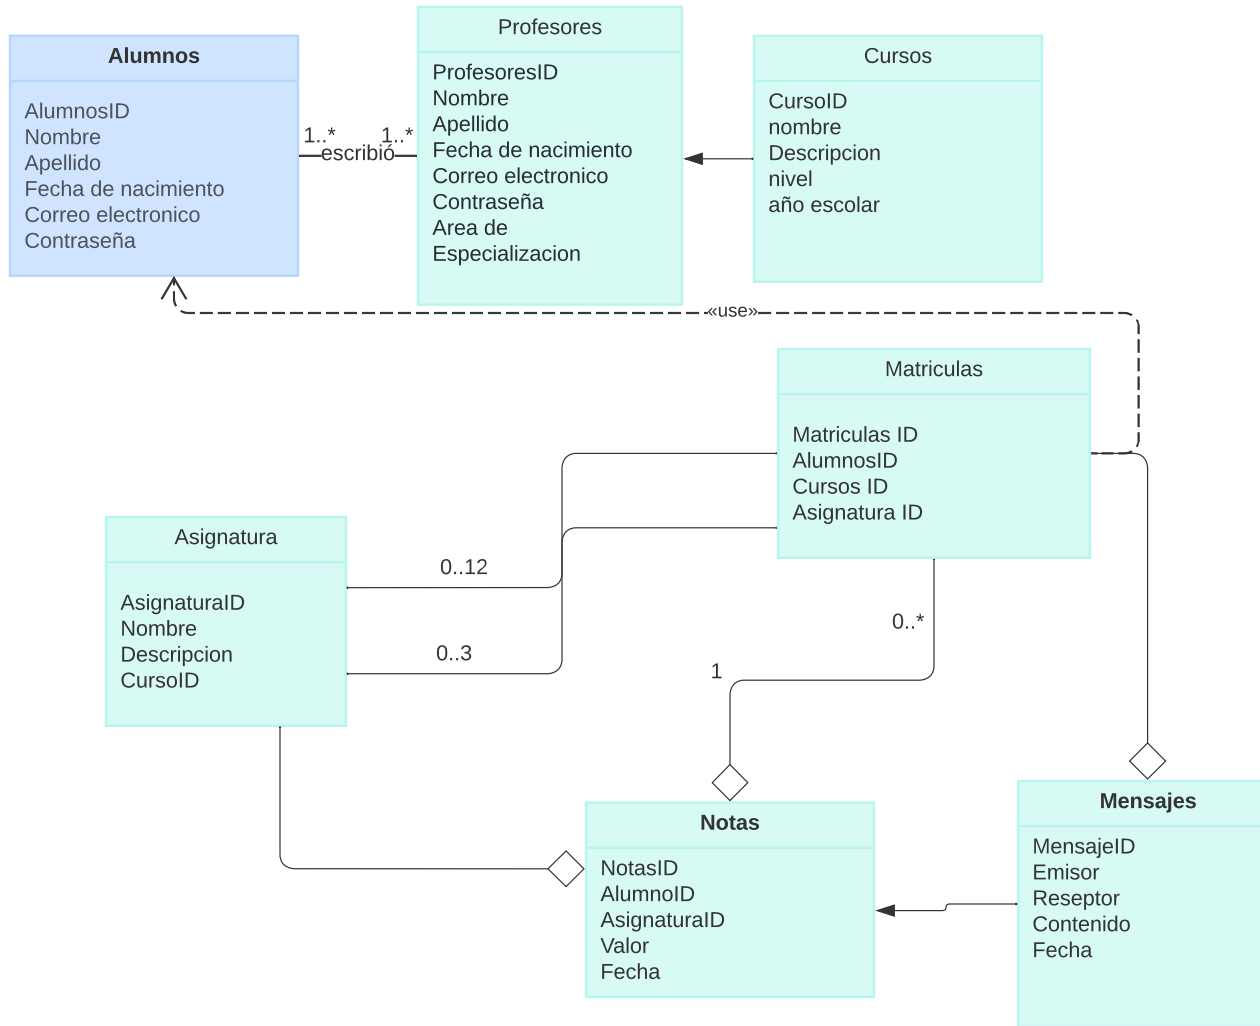 Alumnos
AlumnosID
Nombre
Apellido
Fecha de nacimiento
Correo electronico
Contraseña
1..*
1..*
escribió
Profesores
ProfesoresID
Nombre
Apellido
Fecha de nacimiento
Correo electronico
Contraseña
Area de
Especializacion
Cursos
CursoID
nombre
Descripcion
nivel
año escolar
«use»
Matriculas
Matriculas ID
AlumnosID
Cursos ID
Asignatura ID
Asignatura
AsignaturaID
Nombre
Descripcion
CursoID
0..12
0..3
0..*
1
Notas
NotasID
AlumnoID
AsignaturaID
Valor
Fecha
Mensajes
MensajeID
Emisor
Reseptor
Contenido
Fecha